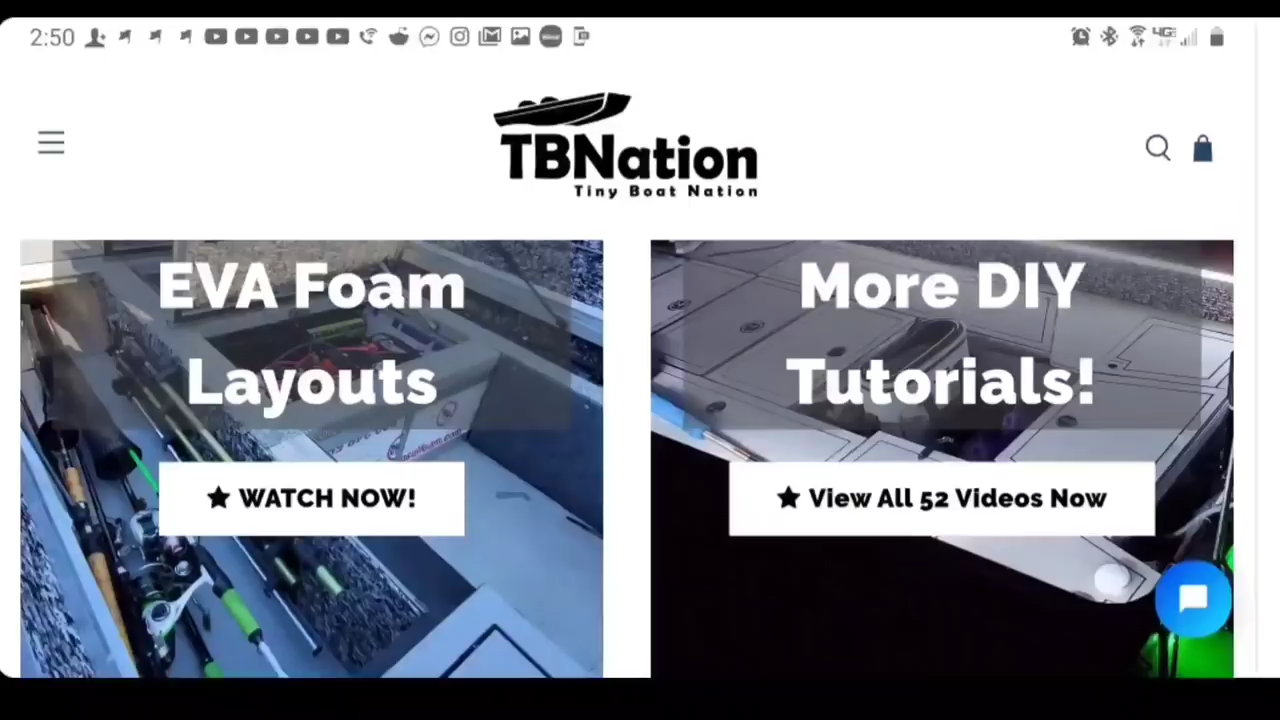 2:50
4GE
TBNation
Tiny Boat Nation
EVA Foam
Layouts
★ WATCH NOW!
More DIY
Tutorials!
★ View All 52 Videos Now